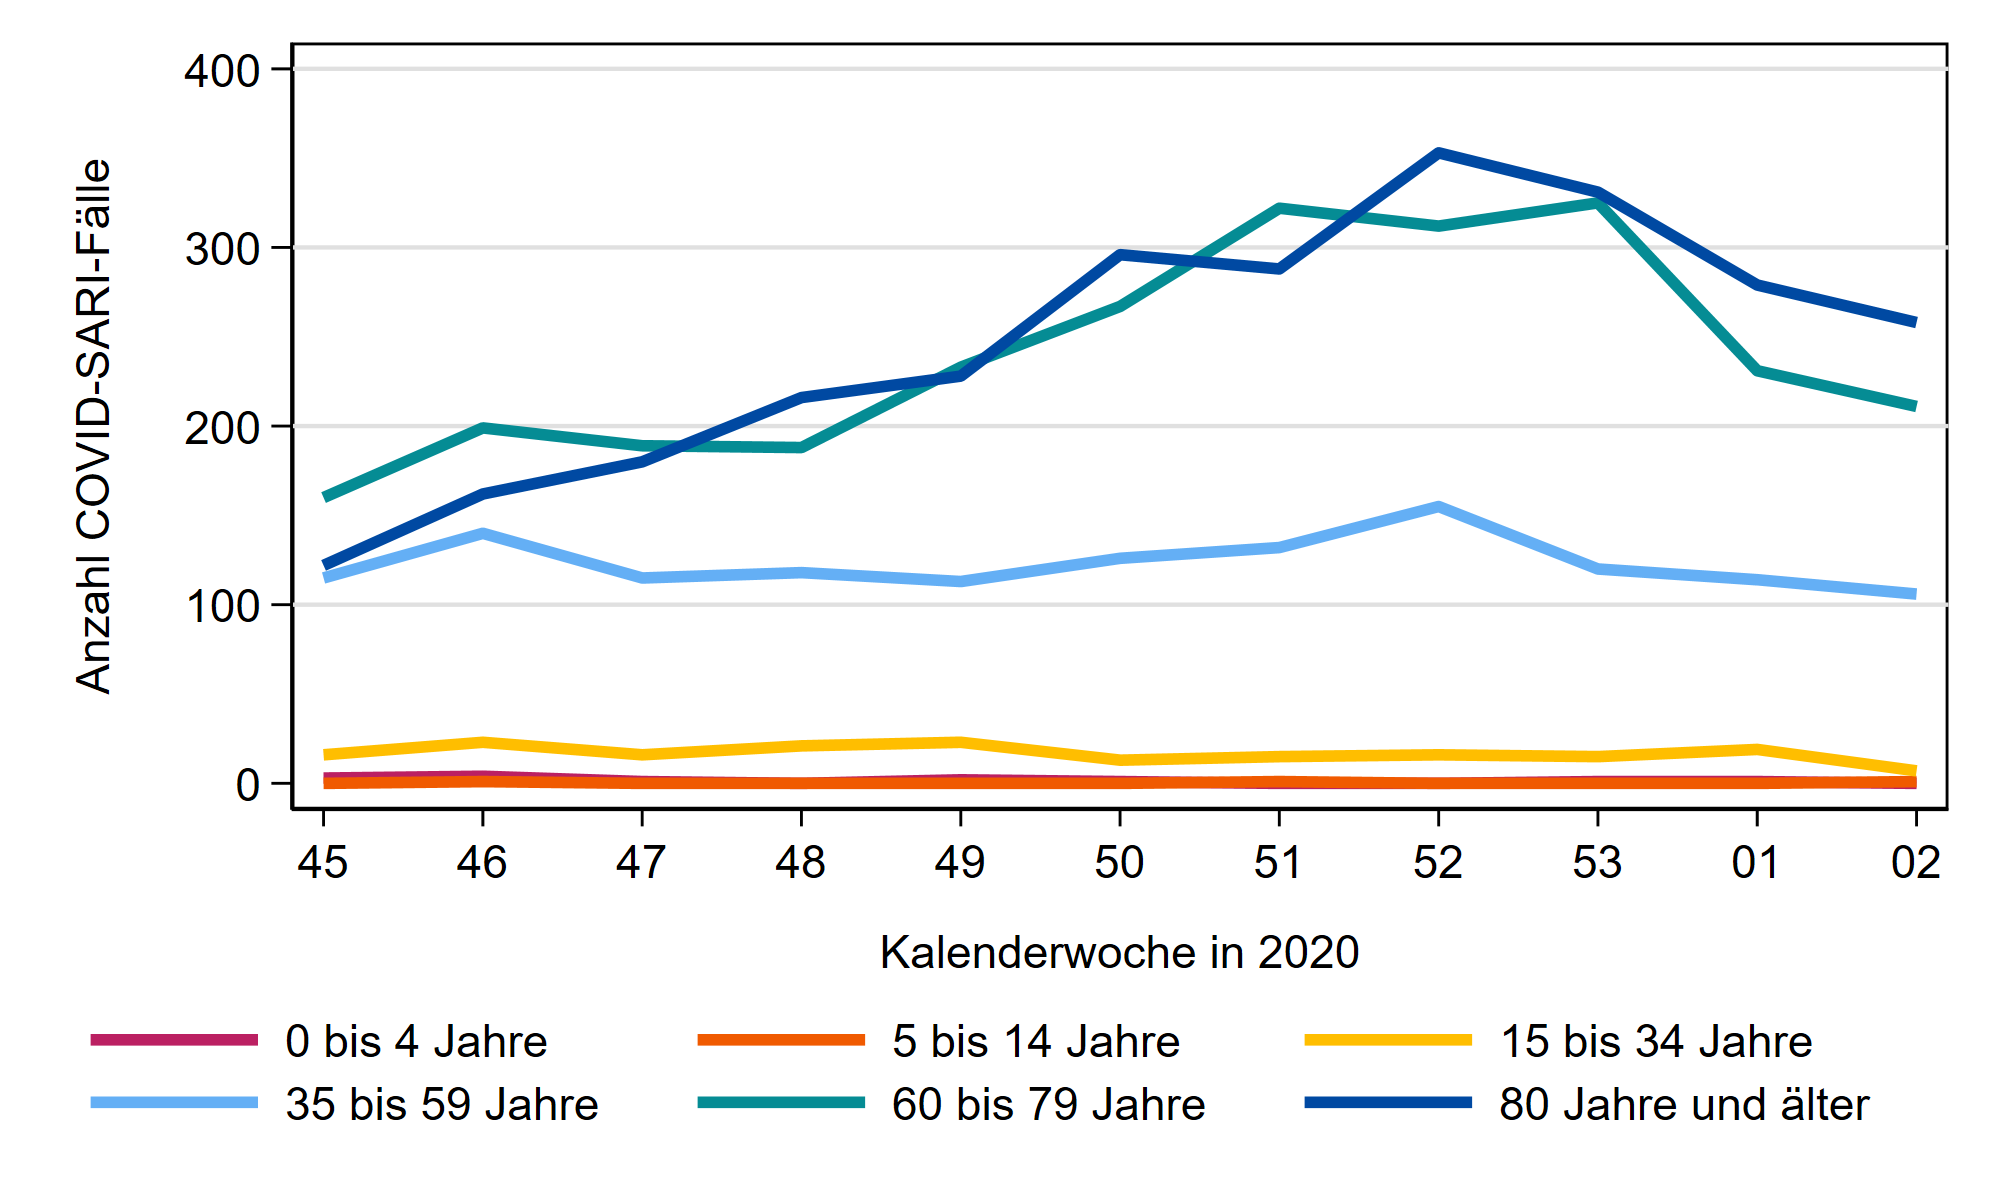 Anzahl COVID-SARI-Fälle
400
300
200
100
0
45 46 47 48 49 50 51 52 53 01 02
Kalenderwoche in 2020
0 bis 4 Jahre 5 bis 14 Jahre 15 bis 34 Jahre
35 bis 59 Jahre 60 bis 79 Jahre 80 Jahre und älter